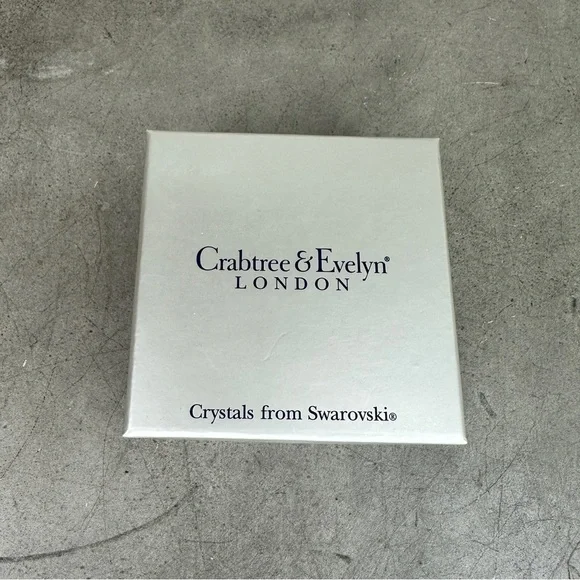 Crabtree & Evelyn®
LONDON
Crystals from Swarovski®